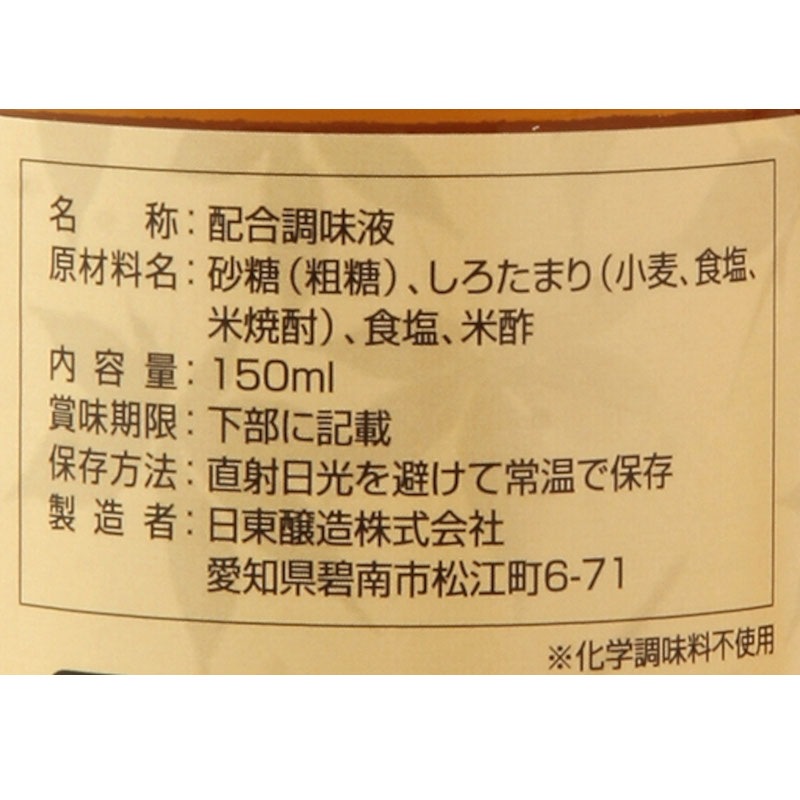 名称：配合調味液
原材料名：砂糖（粗糖）、しろたまり（小麦、食塩、
米焼酎）、食塩、米酢
内容量：150ml
賞味期限：下部に記載
保存方法：直射日光を避けて常温で保存
製造者：日東醸造株式会社
愛知県碧南市松江町6-71
※化学調味料不使用